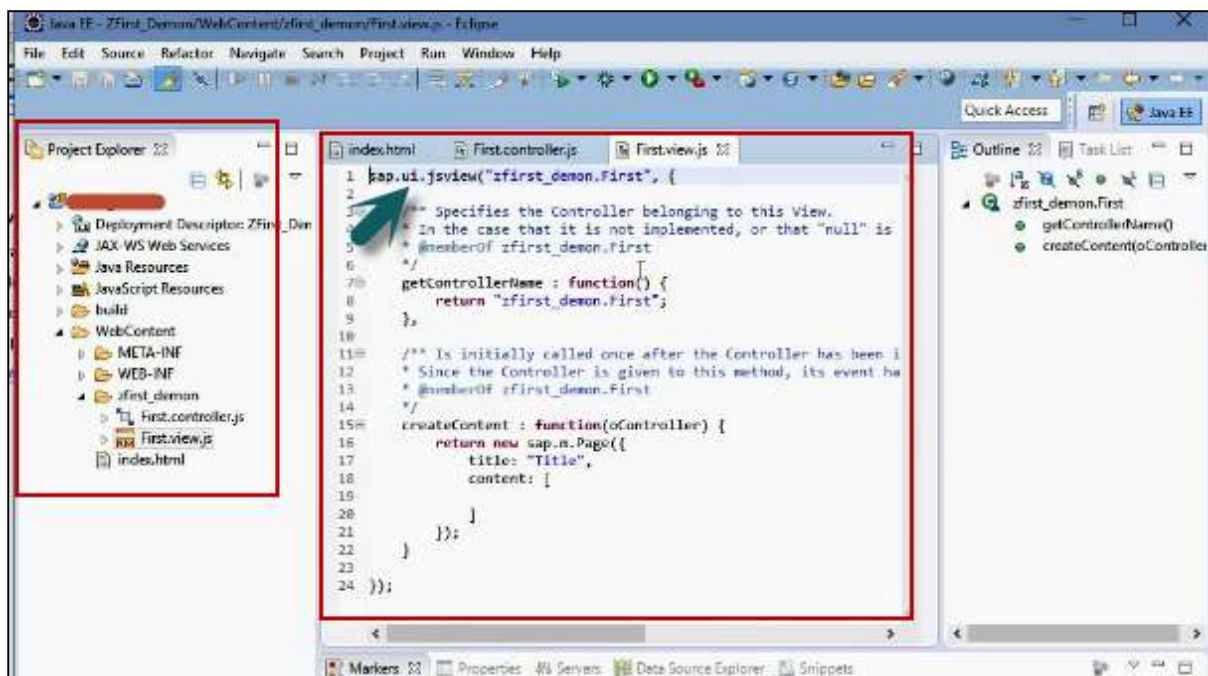 Java EE - ZFirst_Demon/WebContent/zfirst_demon/First.view.js - Eclipse
File Edit Source Refactor Navigate Search Project Run Window Help
Quick Access
Java EE
Project Explorer
Deployment Descriptor: ZFirst_Dem
JAX-WS Web Services
Java Resources
JavaScript Resources
build
WebContent
META-INF
WEB-INF
zfirst_demon
First.controller.js
First.view.js
index.html
index.html First.controller.js First.view.js
1 sap.ui.jsview("zfirst_demon.First", {
2
3 /** Specifies the Controller belonging to this View.
In the case that it is not implemented, or that "null" is
5 * @memberOf zfirst_demon.First
6 */
7 getControllerName : function() {
8 return "zfirst_demon.First";
9 },
10
11 /** Is initially called once after the Controller has been i
12 * Since the Controller is given to this method, its event ha
13 * @memberOf zfirst_demon.First
14 */
15 createContent : function(oController) {
16 return new sap.m.Page({
17 title: "Title",
18 content: [
19
20 ]
21 });
22 }
23
24 });
Outline Task List
zfirst_demon.First
getControllerName()
createContent(oController
Markers Properties Servers Data Source Explorer Snippets